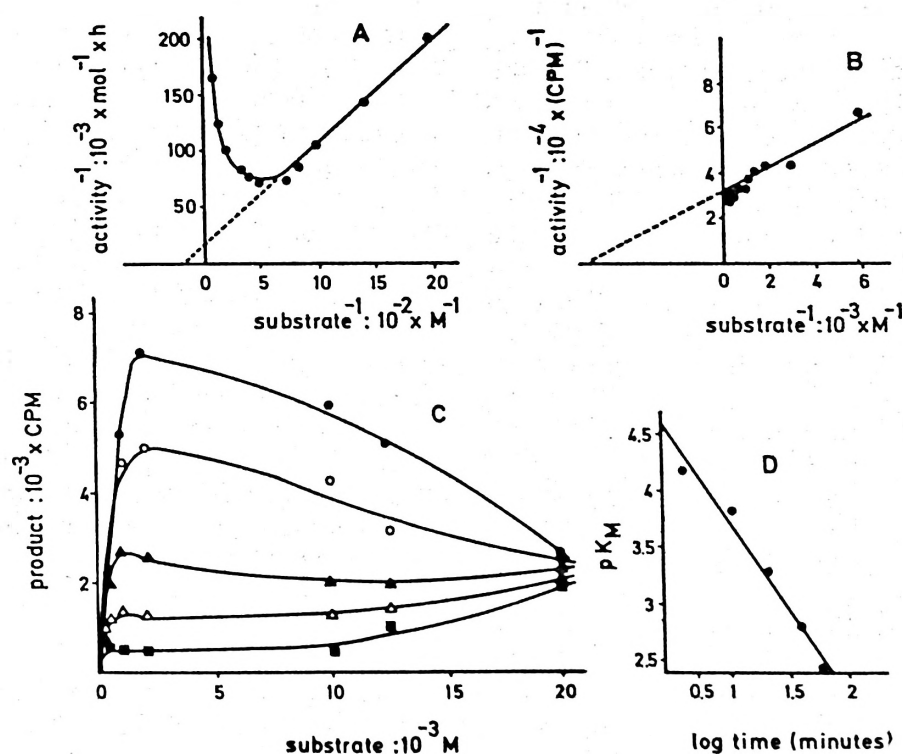 A
activity⁻¹: 10⁻³ x mol⁻¹ x h
200
150
100
50
0
5
10
15
20
substrate⁻¹: 10⁻² x M⁻¹
B
activity⁻¹: 10⁻⁴ x (CPM)⁻¹
8
6
4
2
0
2
4
6
substrate⁻¹: 10⁻³ x M⁻¹
C
product: 10⁻³ x CPM
8
6
4
2
0
5
10
15
20
substrate: 10⁻³ M
D
pKM
4,5
4
3.5
3
2.5
0.5
1
1.5
2
log time (minutes)